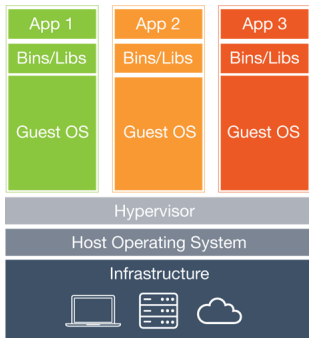 App 1
App 2
App 3
Bins/Libs
Bins/Libs
Bins/Libs
Guest OS
Guest OS
Guest OS
Hypervisor
Host Operating System
Infrastructure